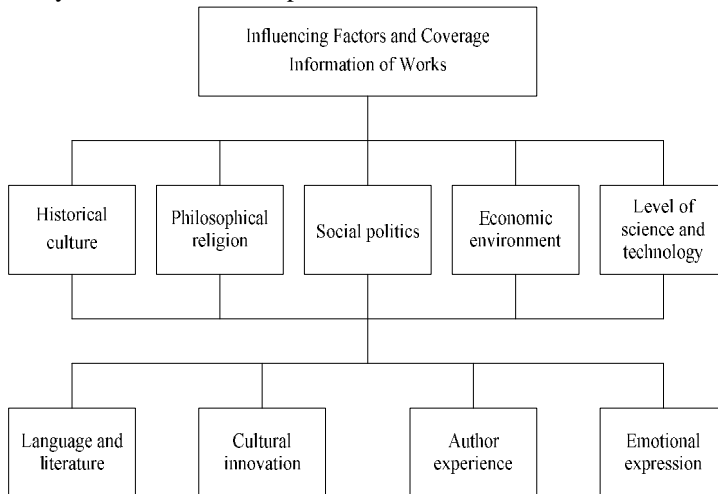 Influencing Factors and Coverage
Information of Works
Historical
culture
Philosophical
religion
Social politics
Economic
environment
Level of
science and
technology
Language and
literature
Cultural
innovation
Author
experience
Emotional
expression